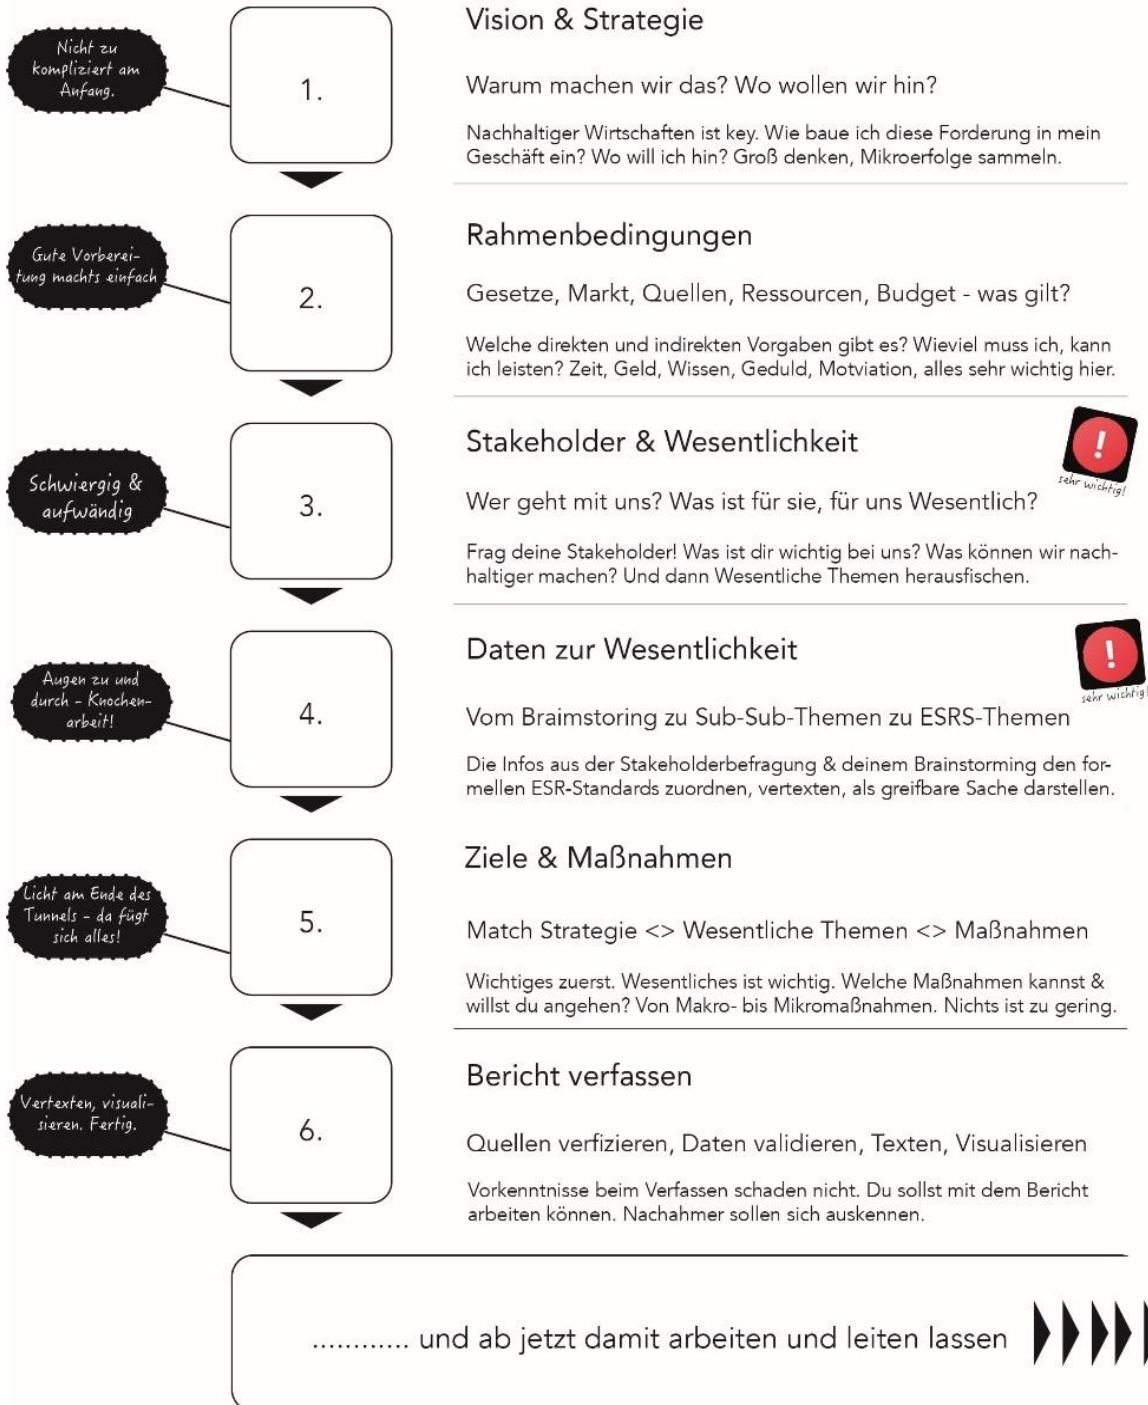 Nicht zu
kompliziert am
Anfang.
1.
Vision & Strategie
Warum machen wir das? Wo wollen wir hin?
Nachhaltiger Wirtschaften ist key. Wie baue ich diese Forderung in mein
Geschäft ein? Wo will ich hin? Groß denken, Mikroerfolge sammeln.
Gute Vorberei-
tung machts einfach
2.
Rahmenbedingungen
Gesetze, Markt, Quellen, Ressourcen, Budget - was gilt?
Welche direkten und indirekten Vorgaben gibt es? Wieviel muss ich, kann
ich leisten? Zeit, Geld, Wissen, Geduld, Motviation, alles sehr wichtig hier.
Schwiergig &
aufwändig
3.
Stakeholder & Wesentlichkeit
!
sehr wichtig!
Wer geht mit uns? Was ist für sie, für uns Wesentlich?
Frag deine Stakeholder! Was ist dir wichtig bei uns? Was können wir nach-
haltiger machen? Und dann Wesentliche Themen herausfischen.
Augen zu und
durch - Knochen-
arbeit!
4.
Daten zur Wesentlichkeit
!
sehr wichtig!
Vom Braimstoring zu Sub-Sub-Themen zu ESRS-Themen
Die Infos aus der Stakeholderbefragung & deinem Brainstorming den for-
mellen ESR-Standards zuordnen, vertexten, als greifbare Sache darstellen.
Licht am Ende des
Tunnels - da fügt
sich alles!
5.
Ziele & Maßnahmen
Match Strategie <> Wesentliche Themen <> Maßnahmen
Wichtiges zuerst. Wesentliches ist wichtig. Welche Maßnahmen kannst &
willst du angehen? Von Makro- bis Mikromaßnahmen. Nichts ist zu gering.
Vertexten, visuali-
sieren. Fertig.
6.
Bericht verfassen
Quellen verfizieren, Daten validieren, Texten, Visualisieren
Vorkenntnisse beim Verfassen schaden nicht. Du sollst mit dem Bericht
arbeiten können. Nachahmer sollen sich auskennen.
............ und ab jetzt damit arbeiten und leiten lassen